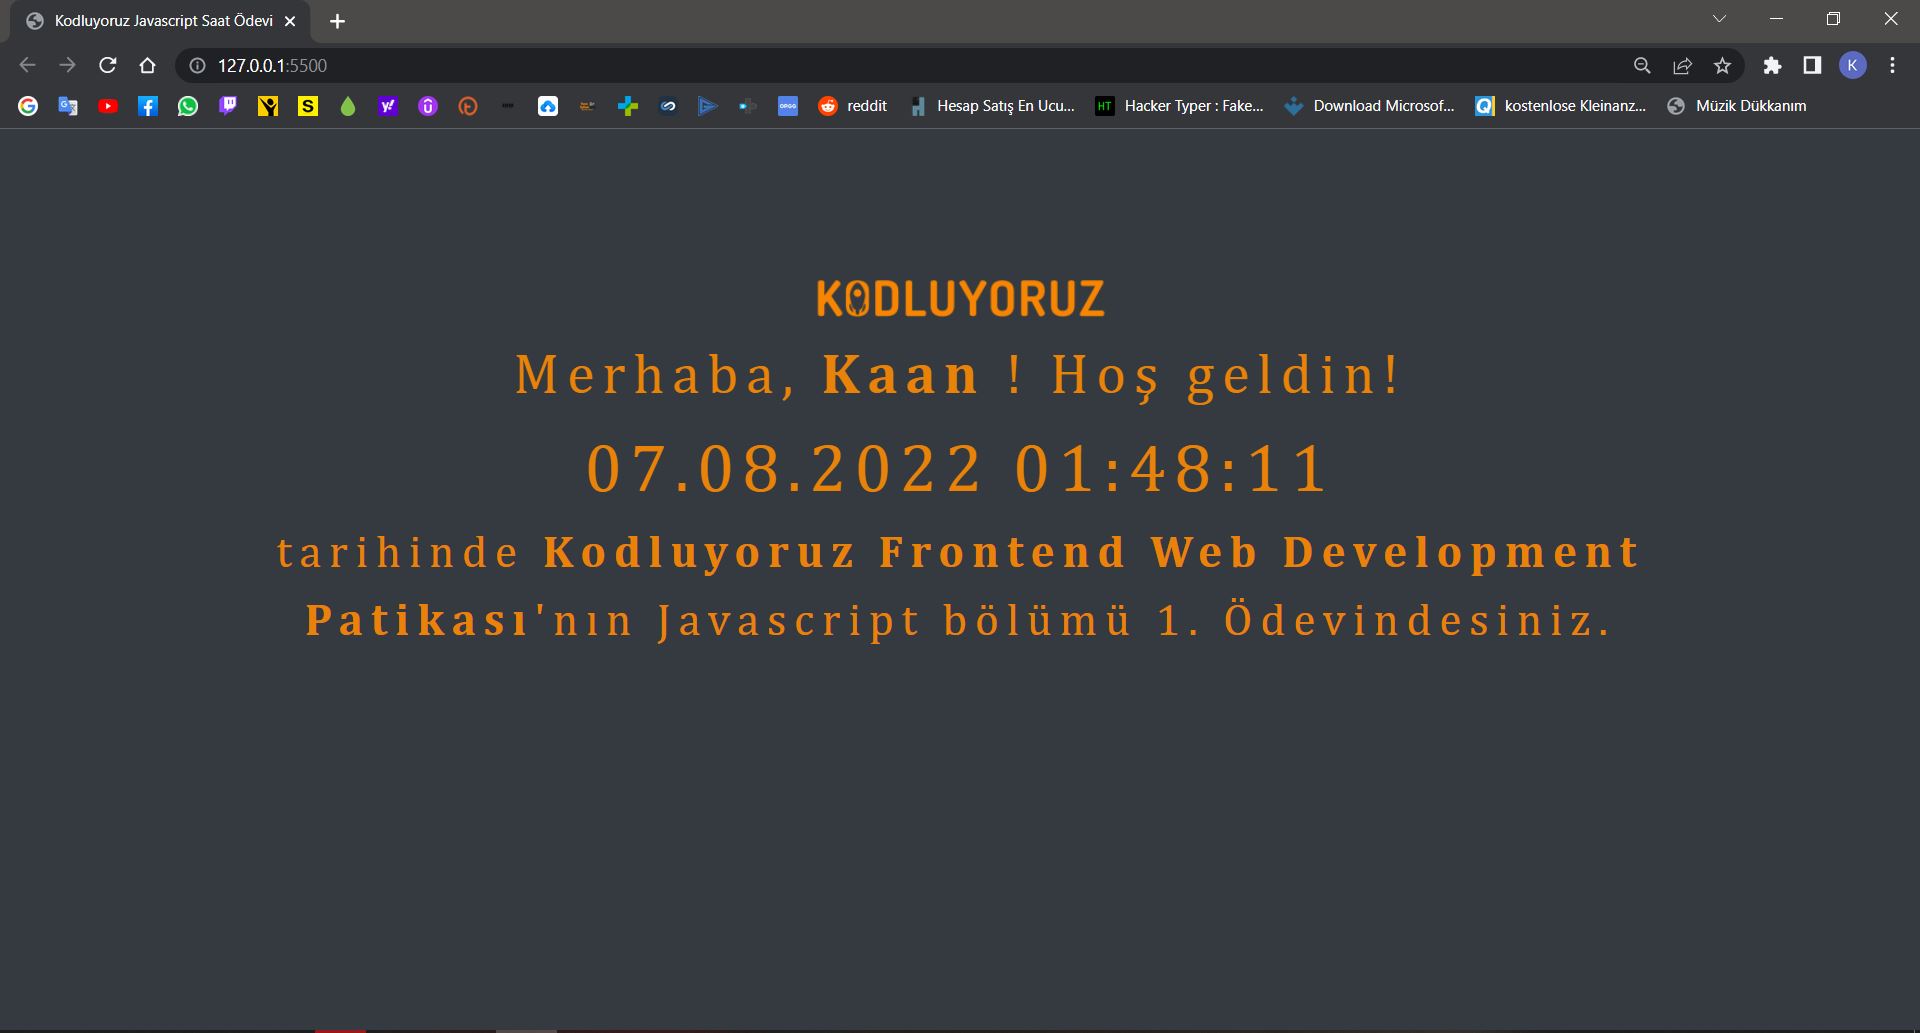 Kodluyoruz Javascript Saat Ödevi
127.0.0.1:5500
K
reddit
Hesap Satış En Ucu...
HT
Hacker Typer : Fake...
Download Microsof...
kostenlose Kleinanz...
Müzik Dükkanım
KODLUYORUZ
Merhaba, Kaan ! Hoş geldin!
07.08.2022 01:48:11
tarihinde Kodluyoruz Frontend Web Development
Patikası'nın Javascript bölümü 1. Ödevindesiniz.